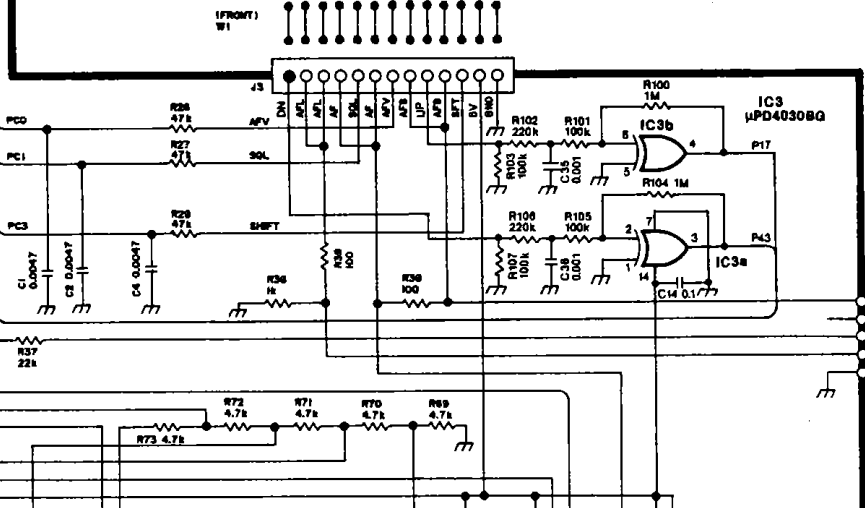 (FRONT)
W1
J3
DN
AFL
AFL
AF
SQL
AF
AFV
AFS
UP
AFS
SFT
8V
GND
PC0
R26
47k
AFV
PC1
R27
47k
SQL
PC3
R28
47k
SHIFT
C1
0.0047
C2 0.0047
C4 0.0047
R38
100
R36
1k
R39
100
R37
22k
R102
220k
R101
100k
R103
100k
C35
0.001
R100
1M
IC3b
6
5
4
IC3
µPD4030BG
P17
R104 1M
R106
220k
R105
100k
R107
100k
C36
0.001
7
2
1
14
3
IC3a
P43
C14 0.1
R72
4.7k
R71
4.7k
R70
4.7k
R69
4.7k
R73 4.7k